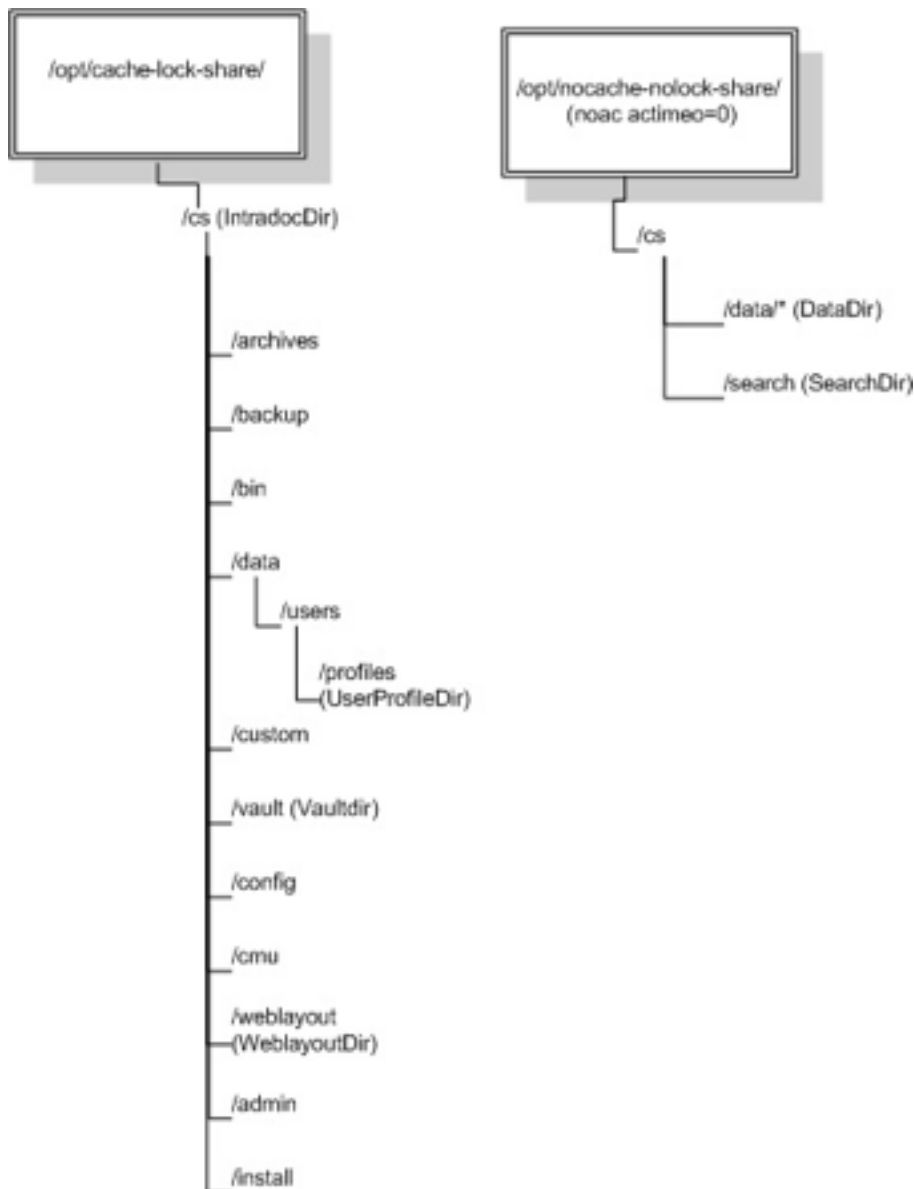 /opt/cache-lock-share/
/cs (IntradocDir)
/archives
/backup
/bin
/data
/users
/profiles
(UserProfileDir)
/custom
/vault (Vaultdir)
/config
/cmu
/weblayout
(WeblayoutDir)
/admin
/install
/opt/nocache-nolock-share/
(noac actimeo=0)
/cs
/data/* (DataDir)
/search (SearchDir)